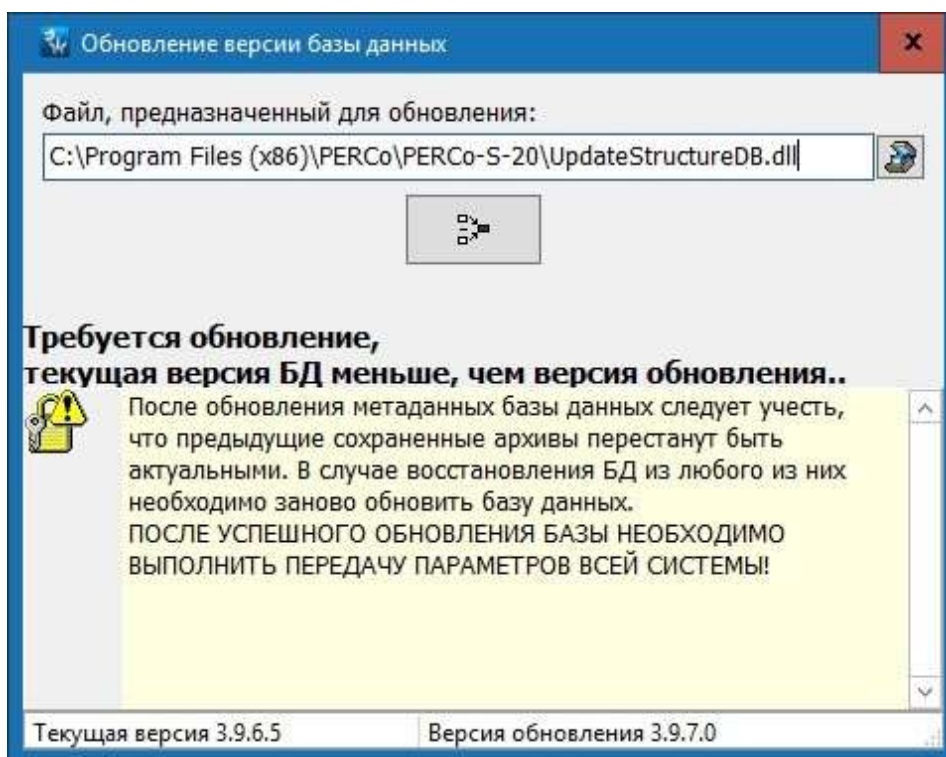 Обновление версии базы данных
Файл, предназначенный для обновления:
C:\Program Files (x86)\PERCo\PERCo-S-20\UpdateStructureDB.dll
Требуется обновление,
текущая версия БД меньше, чем версия обновления..
После обновления метаданных базы данных следует учесть,
что предыдущие сохраненные архивы перестанут быть
актуальными. В случае восстановления БД из любого из них
необходимо заново обновить базу данных.
ПОСЛЕ УСПЕШНОГО ОБНОВЛЕНИЯ БАЗЫ НЕОБХОДИМО
ВЫПОЛНИТЬ ПЕРЕДАЧУ ПАРАМЕТРОВ ВСЕЙ СИСТЕМЫ!
Текущая версия 3.9.6.5 Версия обновления 3.9.7.0